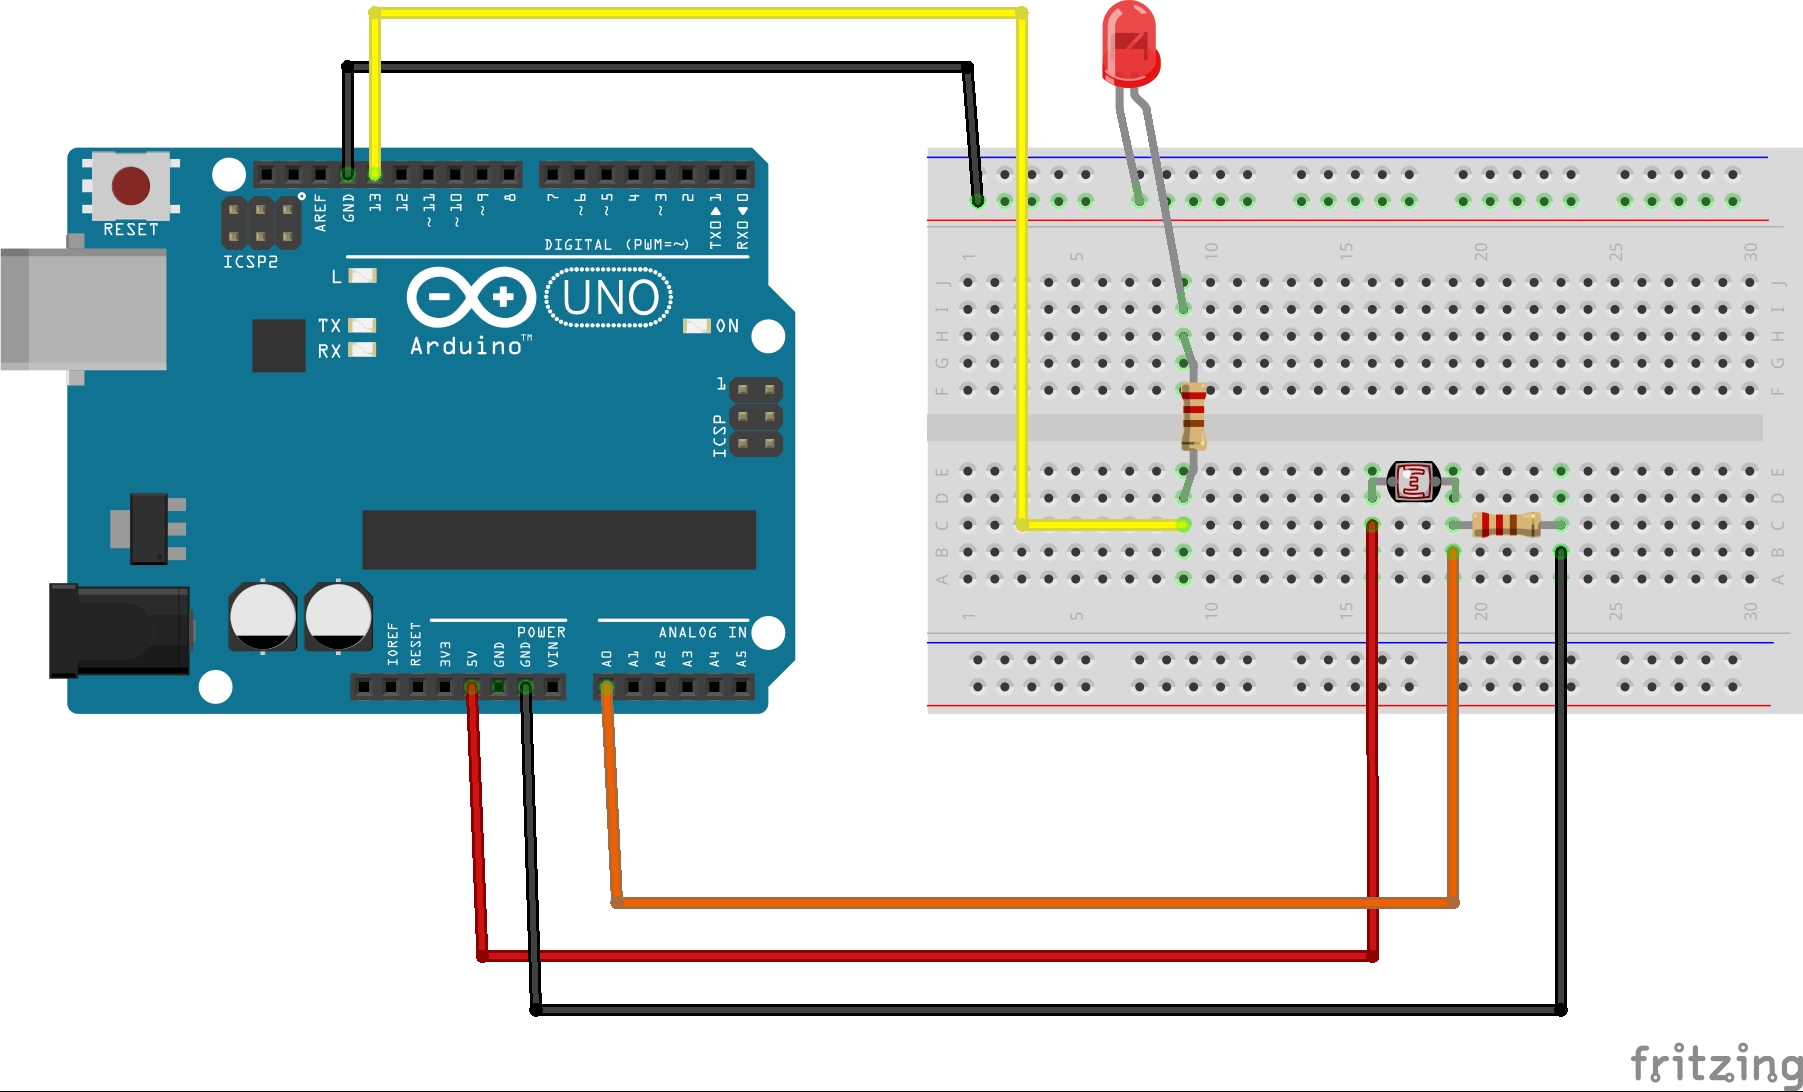 RESET
ICSP2
AREF
GND
13
12
~11
~10
~9
8
7
~6
~5
4
~3
2
TX0▶1
RX0◀0
DIGITAL (PWM=~)
L
TX
RX
UNO
Arduino™
ON
1
ICSP
POWER
ANALOG IN
IOREF
RESET
3V3
5V
GND
GND
VIN
A0
A1
A2
A3
A4
A5
1 5 10 15 20 25 30
J J
I I
H H
G G
F F
E E
D D
C C
B B
A A
1 5 10 15 20 25 30
fritzing